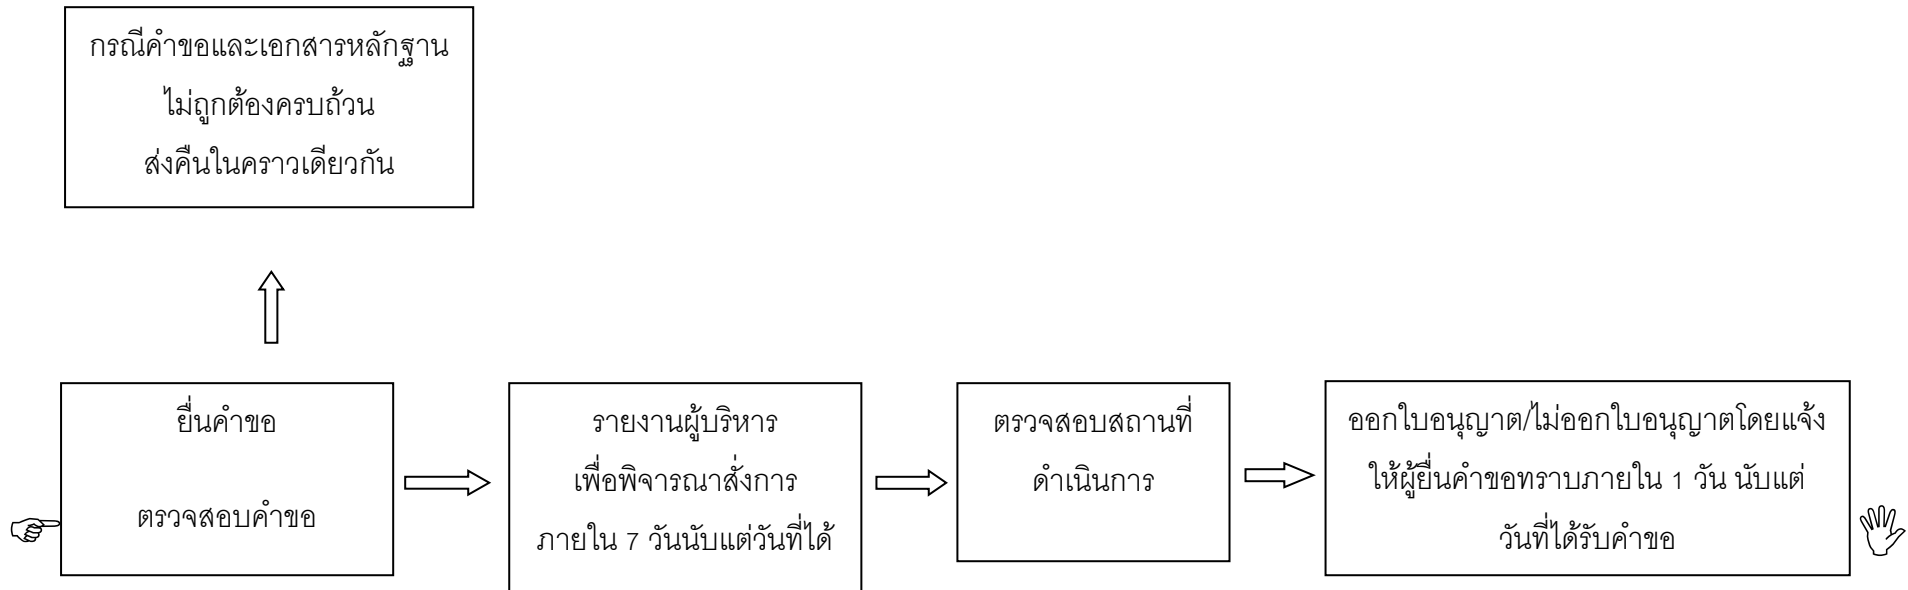 กรณีคำขอและเอกสารหลักฐาน
ไม่ถูกต้องครบถ้วน
ส่งคืนในคราวเดียวกัน
ยื่นคำขอ
ตรวจสอบคำขอ
รายงานผู้บริหาร
เพื่อพิจารณาสั่งการ
ภายใน 7 วันนับแต่วันที่ได้
ตรวจสอบสถานที่
ดำเนินการ
ออกใบอนุญาต/ไม่ออกใบอนุญาตโดยแจ้ง
ให้ผู้ยื่นคำขอทราบภายใน 1 วัน นับแต่
วันที่ได้รับคำขอ